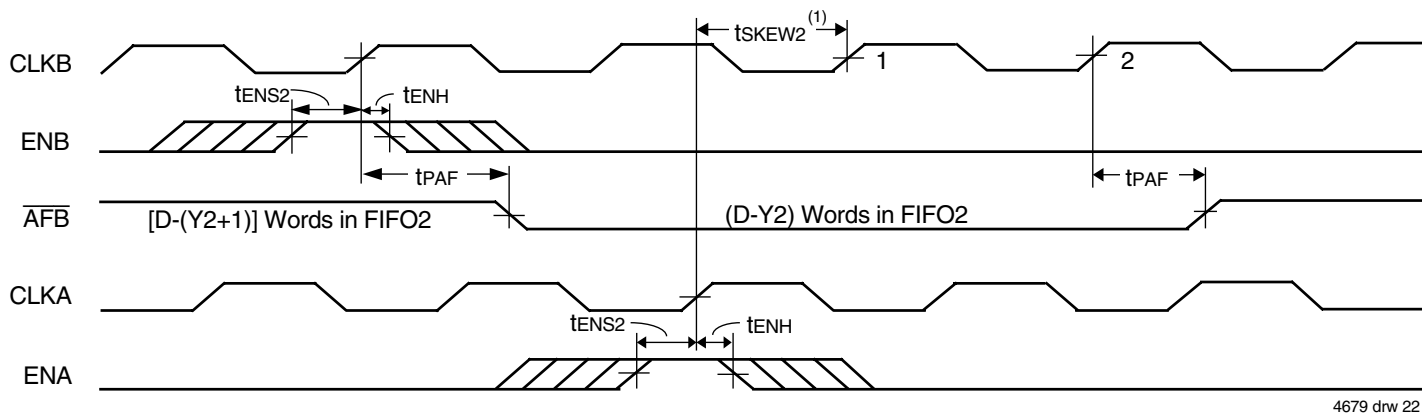 tSKEW2 (1)
CLKB
1
2
tENS2
tENH
ENB
tPAF
tPAF
AFB
[D-(Y2+1)] Words in FIFO2
(D-Y2) Words in FIFO2
CLKA
tENS2
tENH
ENA
4679 drw 22